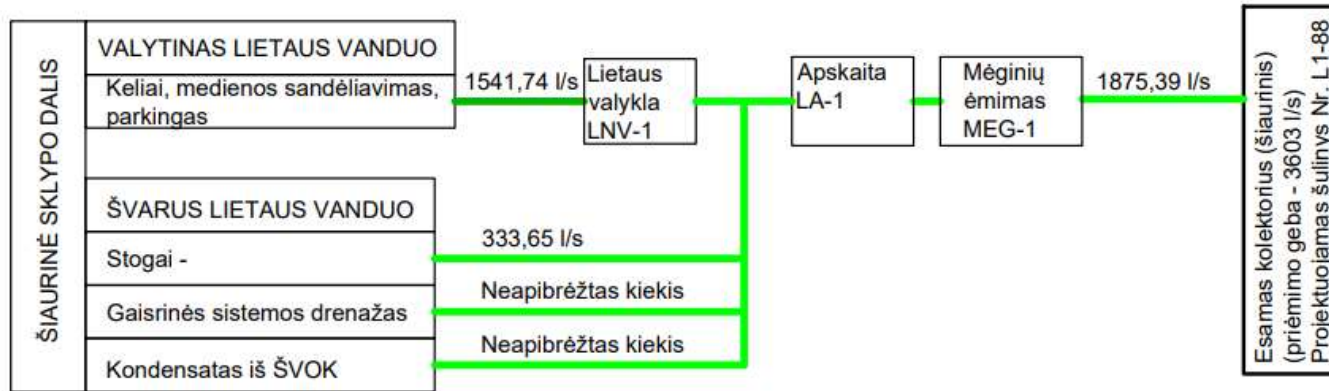 ŠIAURINĖ SKLYPO DALIS
VALYTINAS LIETAUS VANDUO
Keliai, medienos sandėliavimas,
parkingas
1541,74 l/s
Lietaus
valykla
LNV-1
Apskaita
LA-1
Mėginių
ėmimas
MEG-1
1875,39 l/s
Esamas kolektorius (šiaurinis)
(priėmimo geba - 3603 l/s)
Projektuojamas šulinys Nr. L1-88
ŠVARUS LIETAUS VANDUO
Stogai -
333,65 l/s
Gaisrinės sistemos drenažas
Neapibrėžtas kiekis
Kondensatas iš ŠVOK
Neapibrėžtas kiekis